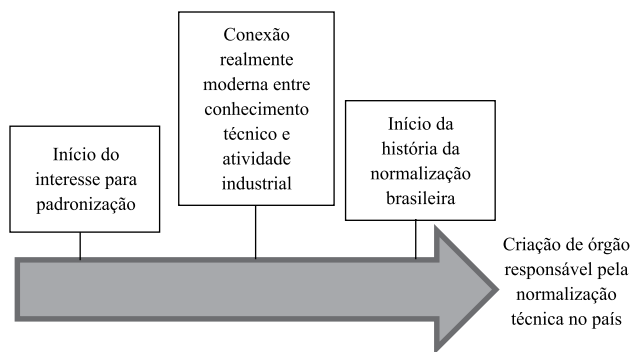 Início do
interesse para
padronização
Conexão
realmente
moderna entre
conhecimento
técnico e
atividade
industrial
Início da
história da
normalização
brasileira
Criação de órgão
responsável pela
normalização
técnica no país